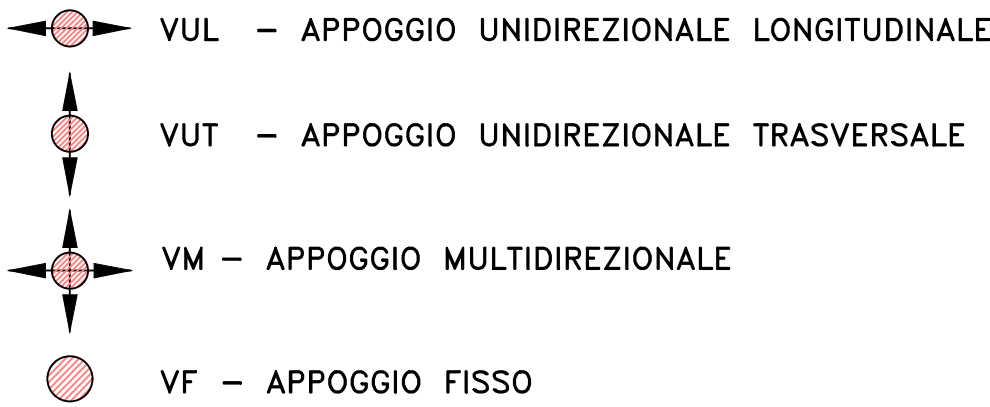 VUL - APPOGGIO UNIDIREZIONALE LONGITUDINALE
VUT - APPOGGIO UNIDIREZIONALE TRASVERSALE
VM - APPOGGIO MULTIDIREZIONALE
VF - APPOGGIO FISSO